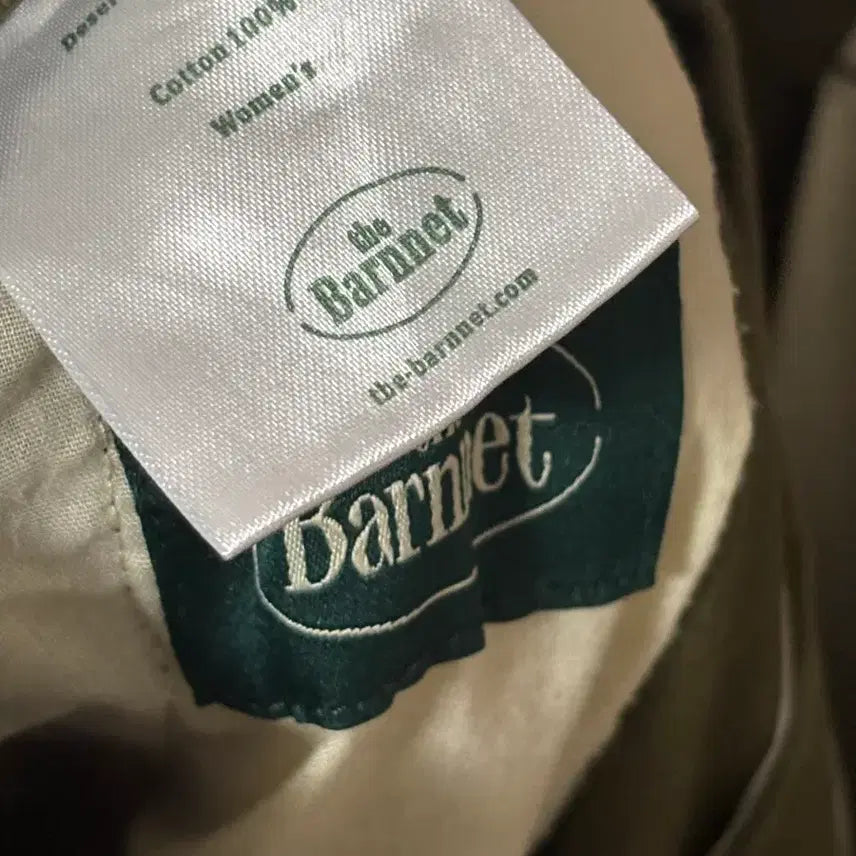 Cotton 100%
Women's
the
Barnnet
the-barnnet.com
Barnnet